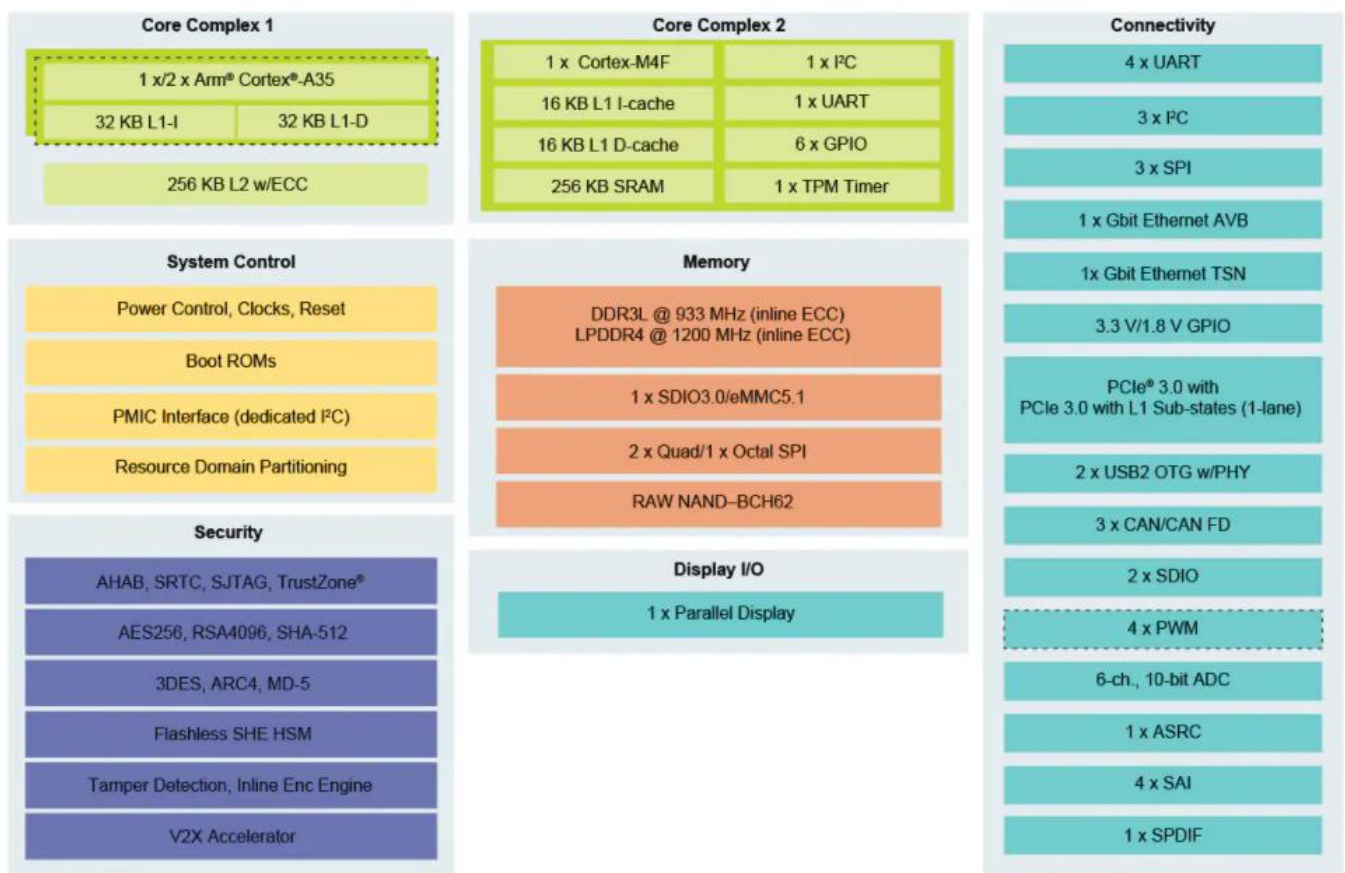 Core Complex 1
1 x/2 x Arm® Cortex®-A35
32 KB L1-I
32 KB L1-D
256 KB L2 w/ECC
Core Complex 2
1 x Cortex-M4F
1 x I²C
16 KB L1 I-cache
1 x UART
16 KB L1 D-cache
6 x GPIO
256 KB SRAM
1 x TPM Timer
System Control
Power Control, Clocks, Reset
Boot ROMs
PMIC Interface (dedicated I²C)
Resource Domain Partitioning
Memory
DDR3L @ 933 MHz (inline ECC)
LPDDR4 @ 1200 MHz (inline ECC)
1 x SDIO3.0/eMMC5.1
2 x Quad/1 x Octal SPI
RAW NAND–BCH62
Security
AHAB, SRTC, SJTAG, TrustZone®
AES256, RSA4096, SHA-512
3DES, ARC4, MD-5
Flashless SHE HSM
Tamper Detection, Inline Enc Engine
V2X Accelerator
Display I/O
1 x Parallel Display
Connectivity
4 x UART
3 x I²C
3 x SPI
1 x Gbit Ethernet AVB
1x Gbit Ethernet TSN
3.3 V/1.8 V GPIO
PCIe® 3.0 with
PCIe 3.0 with L1 Sub-states (1-lane)
2 x USB2 OTG w/PHY
3 x CAN/CAN FD
2 x SDIO
4 x PWM
6-ch., 10-bit ADC
1 x ASRC
4 x SAI
1 x SPDIF